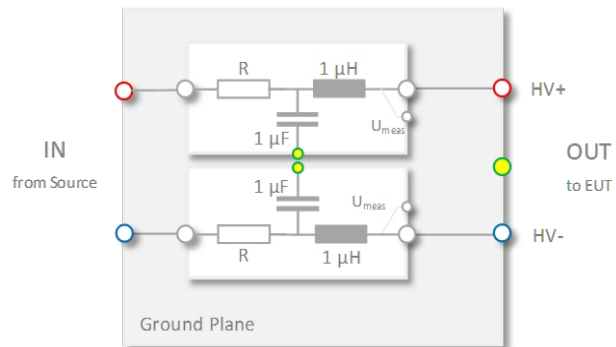 R
1 μH
HV+
1 μF
Umeas
IN
from Source
OUT
to EUT
1 μF
Umeas
HV-
R
1 μH
Ground Plane